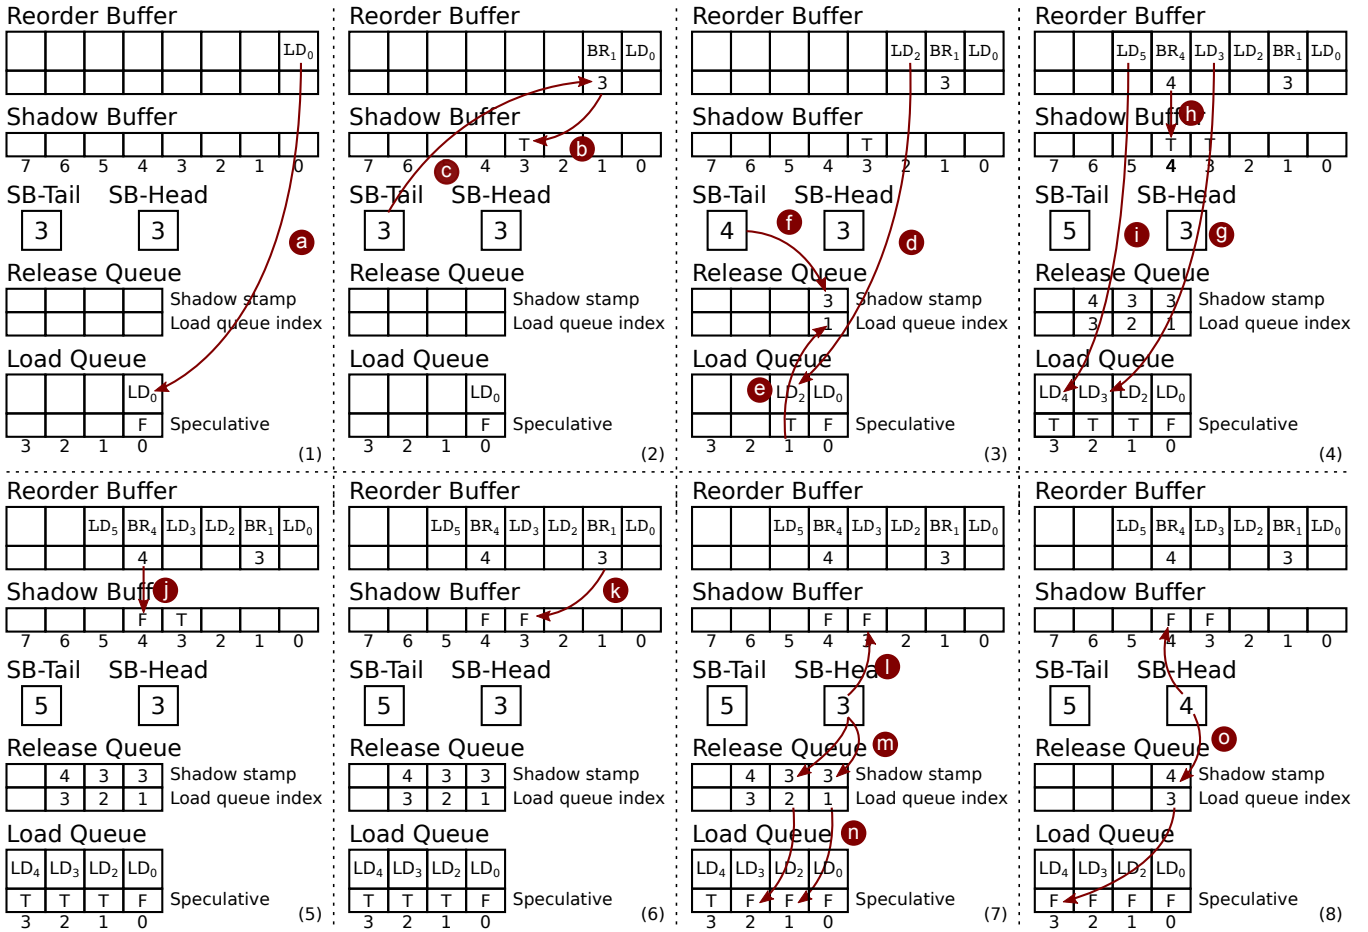 Reorder Buffer
LD0
Shadow Buffer
7 6 5 4 3 2 1 0
SB-Tail SB-Head
3 3
a
Release Queue
Shadow stamp
Load queue index
Load Queue
LD0
F Speculative
3 2 1 0
(1)
Reorder Buffer
BR1 LD0
3
Shadow Buffer
T
b
7 6 5 4 3 2 1 0
c
SB-Tail SB-Head
3 3
Release Queue
Shadow stamp
Load queue index
Load Queue
LD0
F Speculative
3 2 1 0
(2)
Reorder Buffer
LD2 BR1 LD0
3
Shadow Buffer
T
7 6 5 4 3 2 1 0
SB-Tail SB-Head
4 f 3 d
Release Queue
3 Shadow stamp
1 Load queue index
Load Queue
e LD2 LD0
T F Speculative
3 2 1 0
(3)
Reorder Buffer
LD5 BR4 LD3 LD2 BR1 LD0
4 3
Shadow Buffer
h
T T
7 6 5 4 3 2 1 0
SB-Tail SB-Head
5 i 3 g
Release Queue
4 3 3 Shadow stamp
3 2 1 Load queue index
Load Queue
LD4 LD3 LD2 LD0
T T T F Speculative
3 2 1 0
(4)
Reorder Buffer
LD5 BR4 LD3 LD2 BR1 LD0
4 3
Shadow Buffer
j
F T
7 6 5 4 3 2 1 0
SB-Tail SB-Head
5 3
Release Queue
4 3 3 Shadow stamp
3 2 1 Load queue index
Load Queue
LD4 LD3 LD2 LD0
T T T F Speculative
3 2 1 0
(5)
Reorder Buffer
LD5 BR4 LD3 LD2 BR1 LD0
4 3
Shadow Buffer
k
F F
7 6 5 4 3 2 1 0
SB-Tail SB-Head
5 3
Release Queue
4 3 3 Shadow stamp
3 2 1 Load queue index
Load Queue
LD4 LD3 LD2 LD0
T T T F Speculative
3 2 1 0
(6)
Reorder Buffer
LD5 BR4 LD3 LD2 BR1 LD0
4 3
Shadow Buffer
F F
7 6 5 4 3 2 1 0
SB-Tail SB-Head
l
5 3
m
Release Queue
4 3 3 Shadow stamp
3 2 1 Load queue index
Load Queue
n
LD4 LD3 LD2 LD0
T F F F Speculative
3 2 1 0
(7)
Reorder Buffer
LD5 BR4 LD3 LD2 BR1 LD0
4 3
Shadow Buffer
F F
7 6 5 4 3 2 1 0
SB-Tail SB-Head
5 4
o
Release Queue
4 Shadow stamp
3 Load queue index
Load Queue
LD4 LD3 LD2 LD0
F F F F Speculative
3 2 1 0
(8)